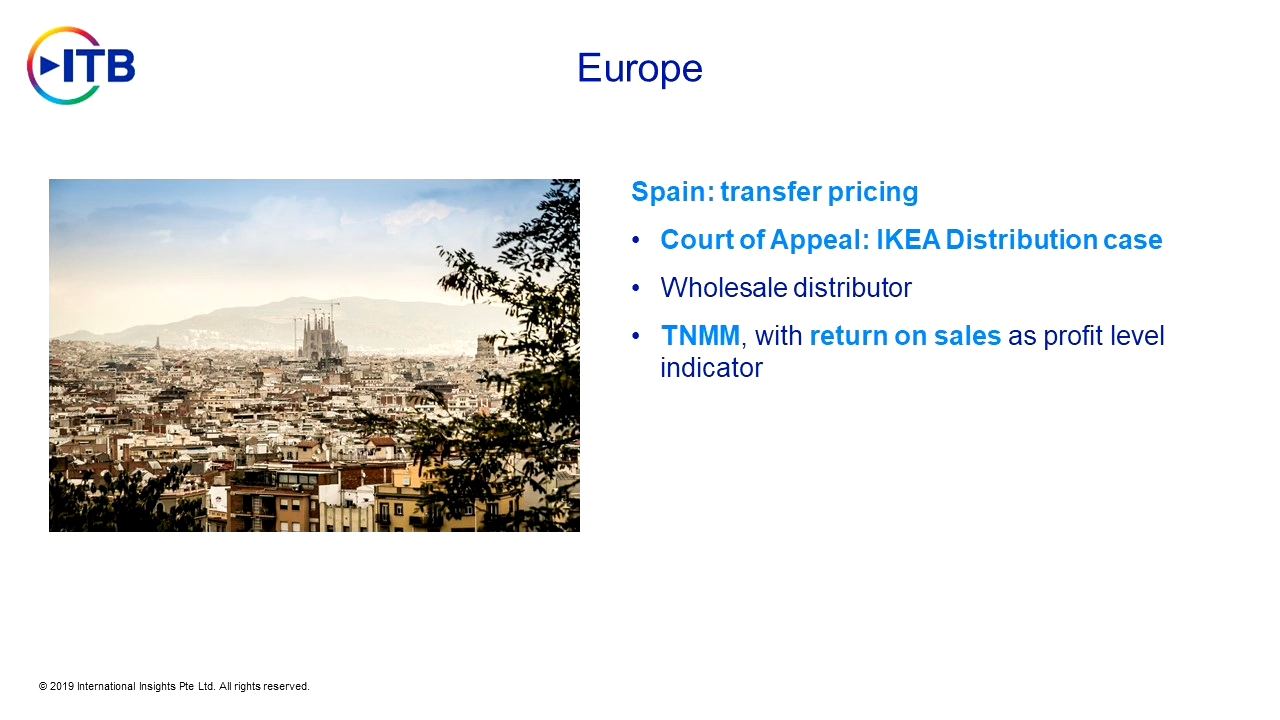 ITB
Europe
Spain: transfer pricing
• Court of Appeal: IKEA Distribution case
• Wholesale distributor
• TNMM, with return on sales as profit level
indicator
© 2019 International Insights Pte Ltd. All rights reserved.